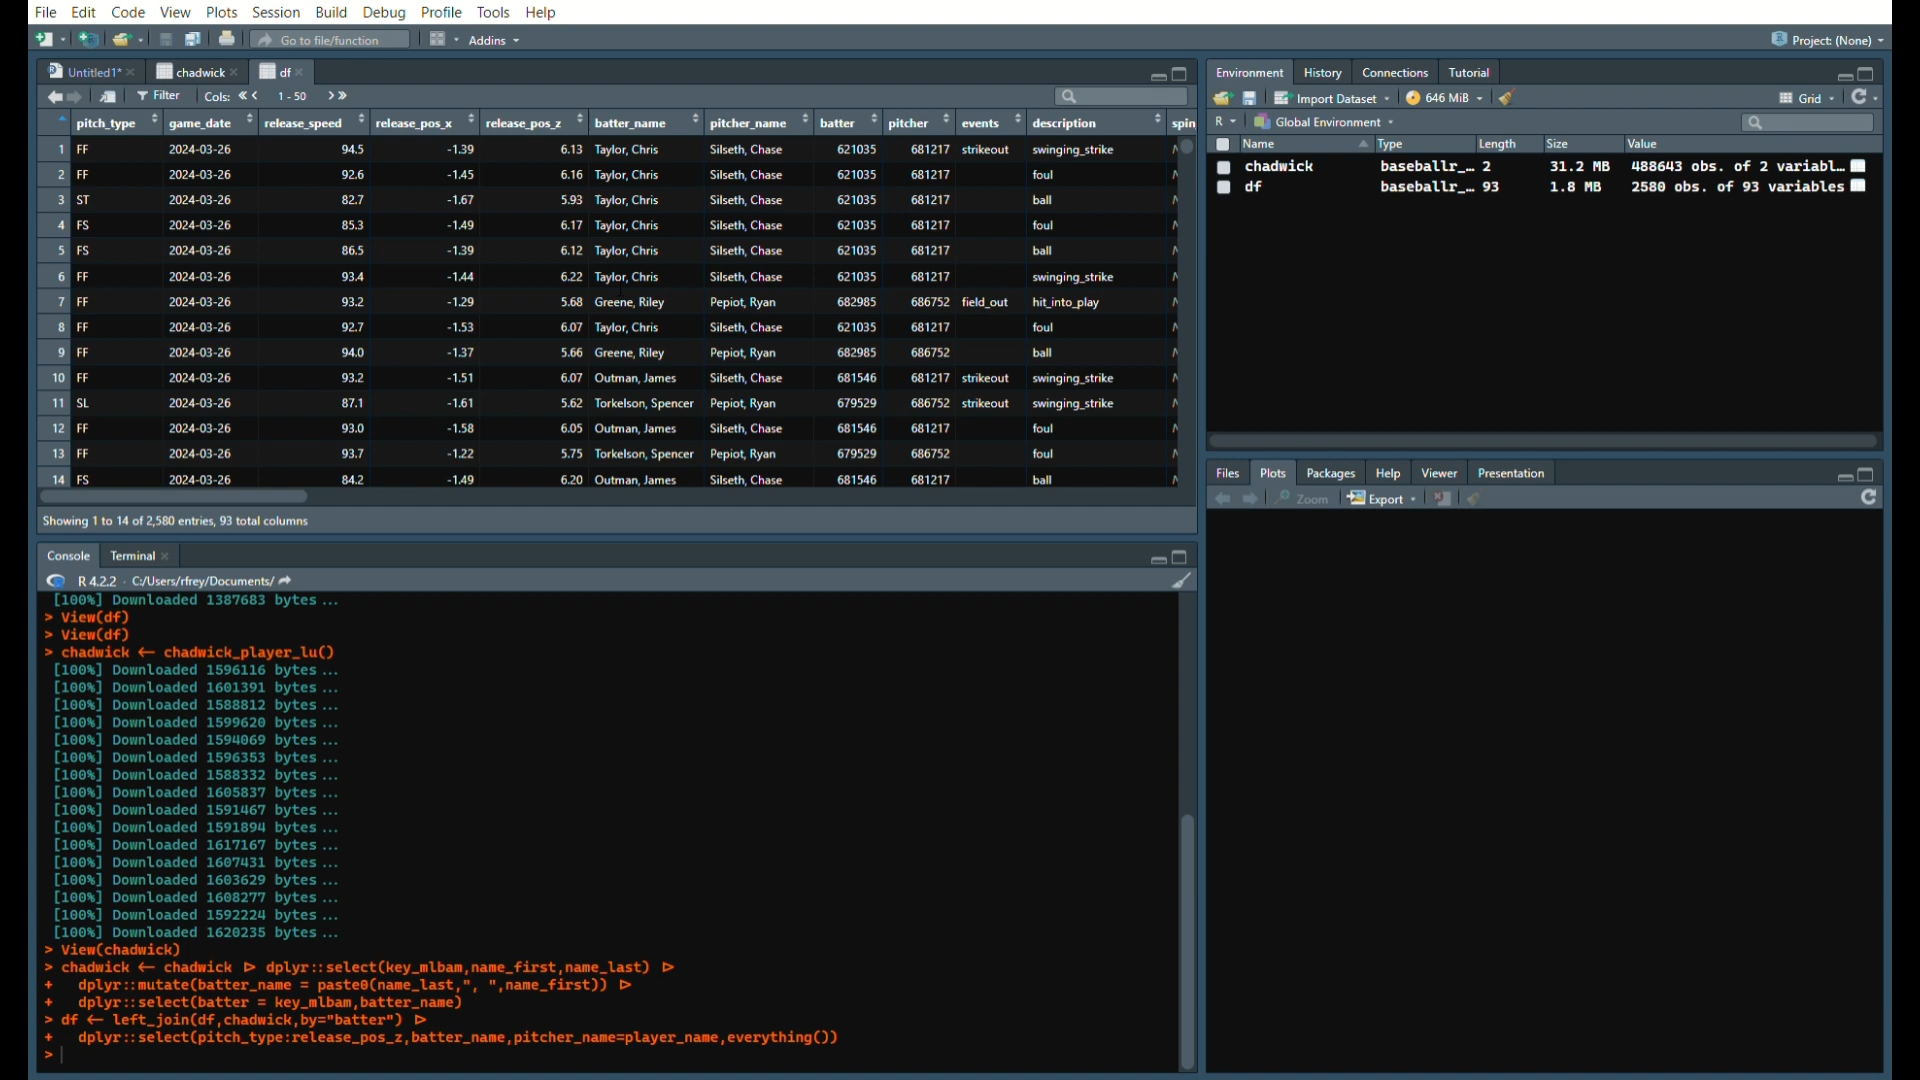 File Edit Code View Plots Session Build Debug Profile Tools Help
Go to file/function Addins Project: (None)
Untitled1* chadwick df
Filter Cols: 1 - 50
pitch_type game_date release_speed release_pos_x release_pos_z batter_name pitcher_name batter pitcher events description spin
1 FF 2024-03-26 94.5 -1.39 6.13 Taylor, Chris Silseth, Chase 621035 681217 strikeout swinging_strike
2 FF 2024-03-26 92.6 -1.45 6.16 Taylor, Chris Silseth, Chase 621035 681217 foul
3 ST 2024-03-26 82.7 -1.67 5.93 Taylor, Chris Silseth, Chase 621035 681217 ball
4 FS 2024-03-26 85.3 -1.49 6.17 Taylor, Chris Silseth, Chase 621035 681217 foul
5 FS 2024-03-26 86.5 -1.39 6.12 Taylor, Chris Silseth, Chase 621035 681217 ball
6 FF 2024-03-26 93.4 -1.44 6.22 Taylor, Chris Silseth, Chase 621035 681217 swinging_strike
7 FF 2024-03-26 93.2 -1.29 5.68 Greene, Riley Pepiot, Ryan 682985 686752 field_out hit_into_play
8 FF 2024-03-26 92.7 -1.53 6.07 Taylor, Chris Silseth, Chase 621035 681217 foul
9 FF 2024-03-26 94.0 -1.37 5.66 Greene, Riley Pepiot, Ryan 682985 686752 ball
10 FF 2024-03-26 93.2 -1.51 6.07 Outman, James Silseth, Chase 681546 681217 strikeout swinging_strike
11 SL 2024-03-26 87.1 -1.61 5.62 Torkelson, Spencer Pepiot, Ryan 679529 686752 strikeout swinging_strike
12 FF 2024-03-26 93.0 -1.58 6.05 Outman, James Silseth, Chase 681546 681217 foul
13 FF 2024-03-26 93.7 -1.22 5.75 Torkelson, Spencer Pepiot, Ryan 679529 686752 foul
14 FS 2024-03-26 84.2 -1.49 6.20 Outman, James Silseth, Chase 681546 681217 ball
Showing 1 to 14 of 2,580 entries, 93 total columns
Console Terminal
R 4.2.2 · C:/Users/rfrey/Documents/
[100%] Downloaded 1387683 bytes ...
> View(df)
> View(df)
> chadwick <- chadwick_player_lu()
[100%] Downloaded 1596116 bytes ...
[100%] Downloaded 1601391 bytes ...
[100%] Downloaded 1588812 bytes ...
[100%] Downloaded 1599620 bytes ...
[100%] Downloaded 1594069 bytes ...
[100%] Downloaded 1596353 bytes ...
[100%] Downloaded 1588332 bytes ...
[100%] Downloaded 1605837 bytes ...
[100%] Downloaded 1591467 bytes ...
[100%] Downloaded 1591894 bytes ...
[100%] Downloaded 1617167 bytes ...
[100%] Downloaded 1607431 bytes ...
[100%] Downloaded 1603629 bytes ...
[100%] Downloaded 1608277 bytes ...
[100%] Downloaded 1592224 bytes ...
[100%] Downloaded 1620235 bytes ...
> View(chadwick)
> chadwick <- chadwick |> dplyr::select(key_mlbam,name_first,name_last) |>
+ dplyr::mutate(batter_name = paste0(name_last,", ",name_first)) |>
+ dplyr::select(batter = key_mlbam,batter_name)
> df <- left_join(df,chadwick,by="batter") |>
+ dplyr::select(pitch_type:release_pos_z,batter_name,pitcher_name=player_name,everything())
>
Environment History Connections Tutorial
Import Dataset 646 MiB Grid
R Global Environment
Name Type Length Size Value
chadwick baseballr_... 2 31.2 MB 488643 obs. of 2 variabl...
df baseballr_... 93 1.8 MB 2580 obs. of 93 variables
Files Plots Packages Help Viewer Presentation
Zoom Export